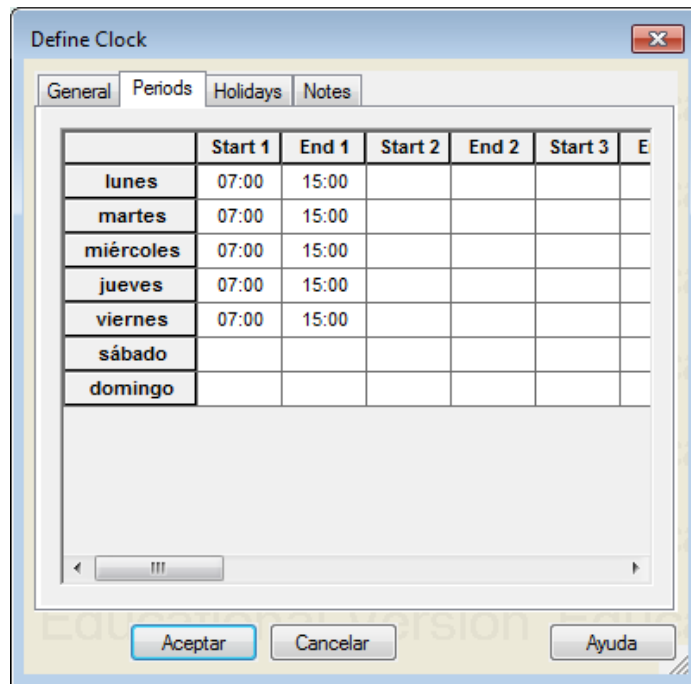 Define Clock
General Periods Holidays Notes
Start 1 End 1 Start 2 End 2 Start 3
lunes 07:00 15:00
martes 07:00 15:00
miércoles 07:00 15:00
jueves 07:00 15:00
viernes 07:00 15:00
sábado
domingo
Educational Version
Aceptar Cancelar Ayuda